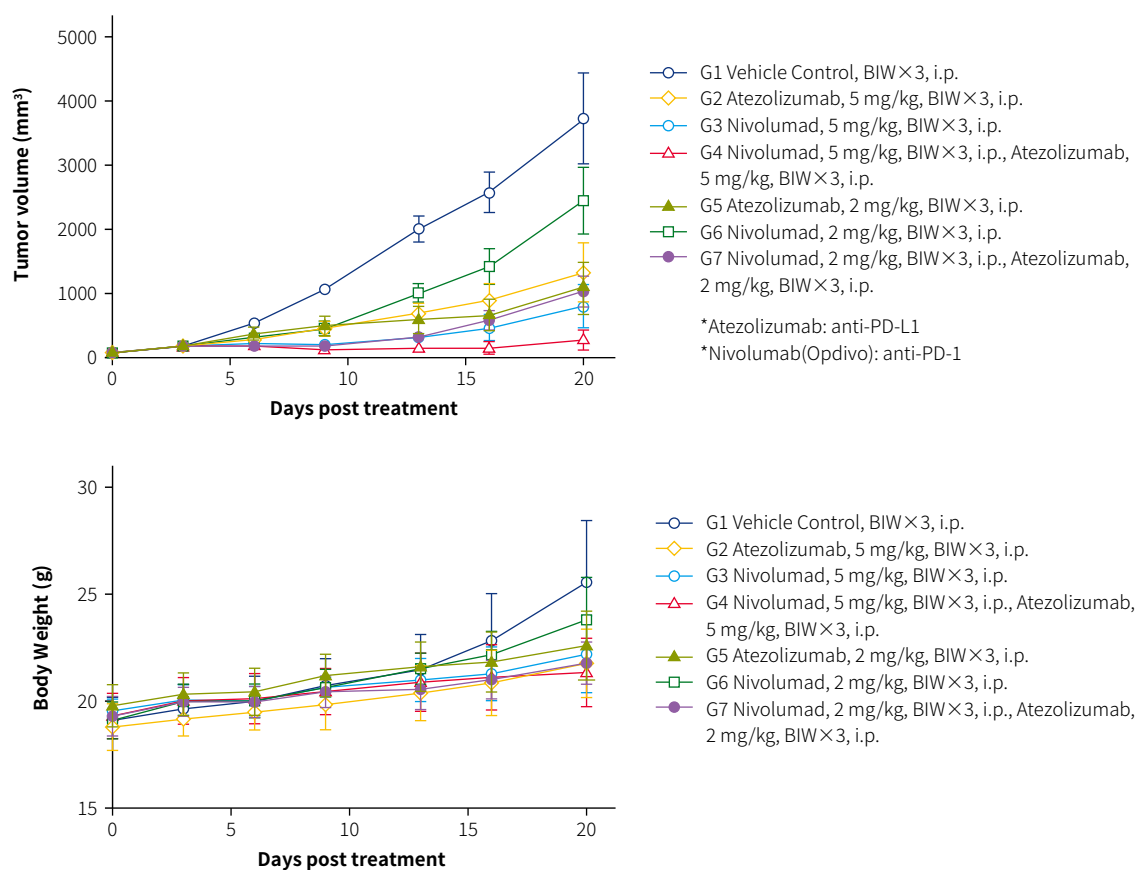 5000
4000
3000
2000
1000
0
Tumor volume (mm³)
0 5 10 15 20
Days post treatment
G1 Vehicle Control, BIW×3, i.p.
G2 Atezolizumab, 5 mg/kg, BIW×3, i.p.
G3 Nivolumad, 5 mg/kg, BIW×3, i.p.
G4 Nivolumad, 5 mg/kg, BIW×3, i.p., Atezolizumab,
5 mg/kg, BIW×3, i.p.
G5 Atezolizumab, 2 mg/kg, BIW×3, i.p.
G6 Nivolumad, 2 mg/kg, BIW×3, i.p.
G7 Nivolumad, 2 mg/kg, BIW×3, i.p., Atezolizumab,
2 mg/kg, BIW×3, i.p.
*Atezolizumab: anti-PD-L1
*Nivolumab(Opdivo): anti-PD-1
30
25
20
15
Body Weight (g)
0 5 10 15 20
Days post treatment
G1 Vehicle Control, BIW×3, i.p.
G2 Atezolizumab, 5 mg/kg, BIW×3, i.p.
G3 Nivolumad, 5 mg/kg, BIW×3, i.p.
G4 Nivolumad, 5 mg/kg, BIW×3, i.p., Atezolizumab,
5 mg/kg, BIW×3, i.p.
G5 Atezolizumab, 2 mg/kg, BIW×3, i.p.
G6 Nivolumad, 2 mg/kg, BIW×3, i.p.
G7 Nivolumad, 2 mg/kg, BIW×3, i.p., Atezolizumab,
2 mg/kg, BIW×3, i.p.